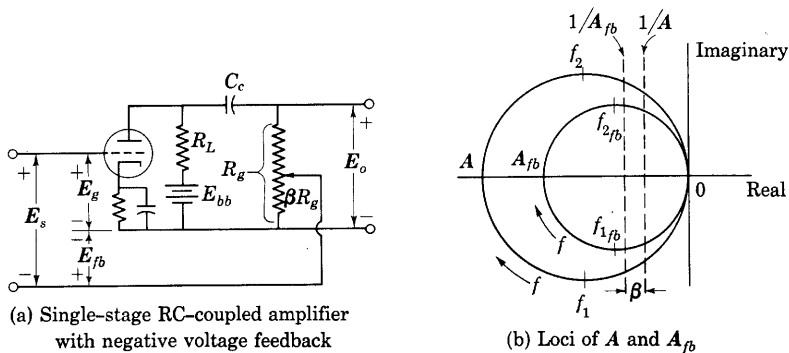 C_c
R_L
R_g
E_o
E_g
E_bb
βR_g
E_s
E_fb
+
+
+
−
−
+
−
−
+
(a) Single-stage RC-coupled amplifier
with negative voltage feedback
1/A_fb
1/A
f_2
Imaginary
f_2fb
A
A_fb
0
Real
f_1fb
f
f
β
f_1
(b) Loci of A and A_fb